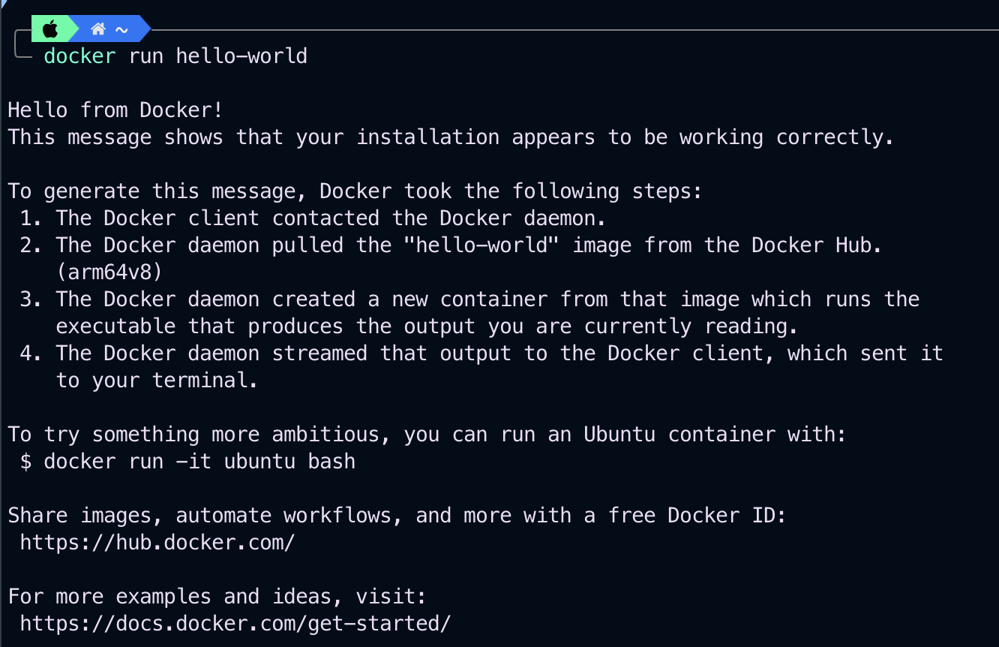 ~
docker run hello-world
Hello from Docker!
This message shows that your installation appears to be working correctly.
To generate this message, Docker took the following steps:
1. The Docker client contacted the Docker daemon.
2. The Docker daemon pulled the "hello-world" image from the Docker Hub.
(arm64v8)
3. The Docker daemon created a new container from that image which runs the
executable that produces the output you are currently reading.
4. The Docker daemon streamed that output to the Docker client, which sent it
to your terminal.
To try something more ambitious, you can run an Ubuntu container with:
$ docker run -it ubuntu bash
Share images, automate workflows, and more with a free Docker ID:
https://hub.docker.com/
For more examples and ideas, visit:
https://docs.docker.com/get-started/